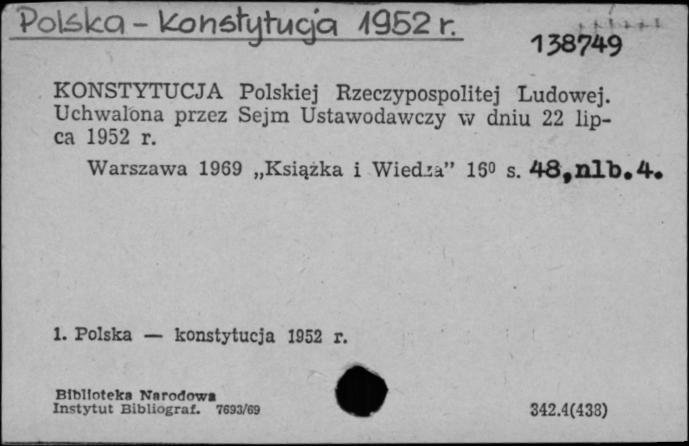 Polska - Konstytucja 1952 r.
138749
KONSTYTUCJA Polskiej Rzeczypospolitej Ludowej.
Uchwalona przez Sejm Ustawodawczy w dniu 22 lip-
ca 1952 r.
Warszawa 1969 „Książka i Wiedza” 16⁰ s. 48, nlb. 4.
1. Polska — konstytucja 1952 r.
Biblioteka Narodowa
Instytut Bibliograf. 7693/69
342.4(438)